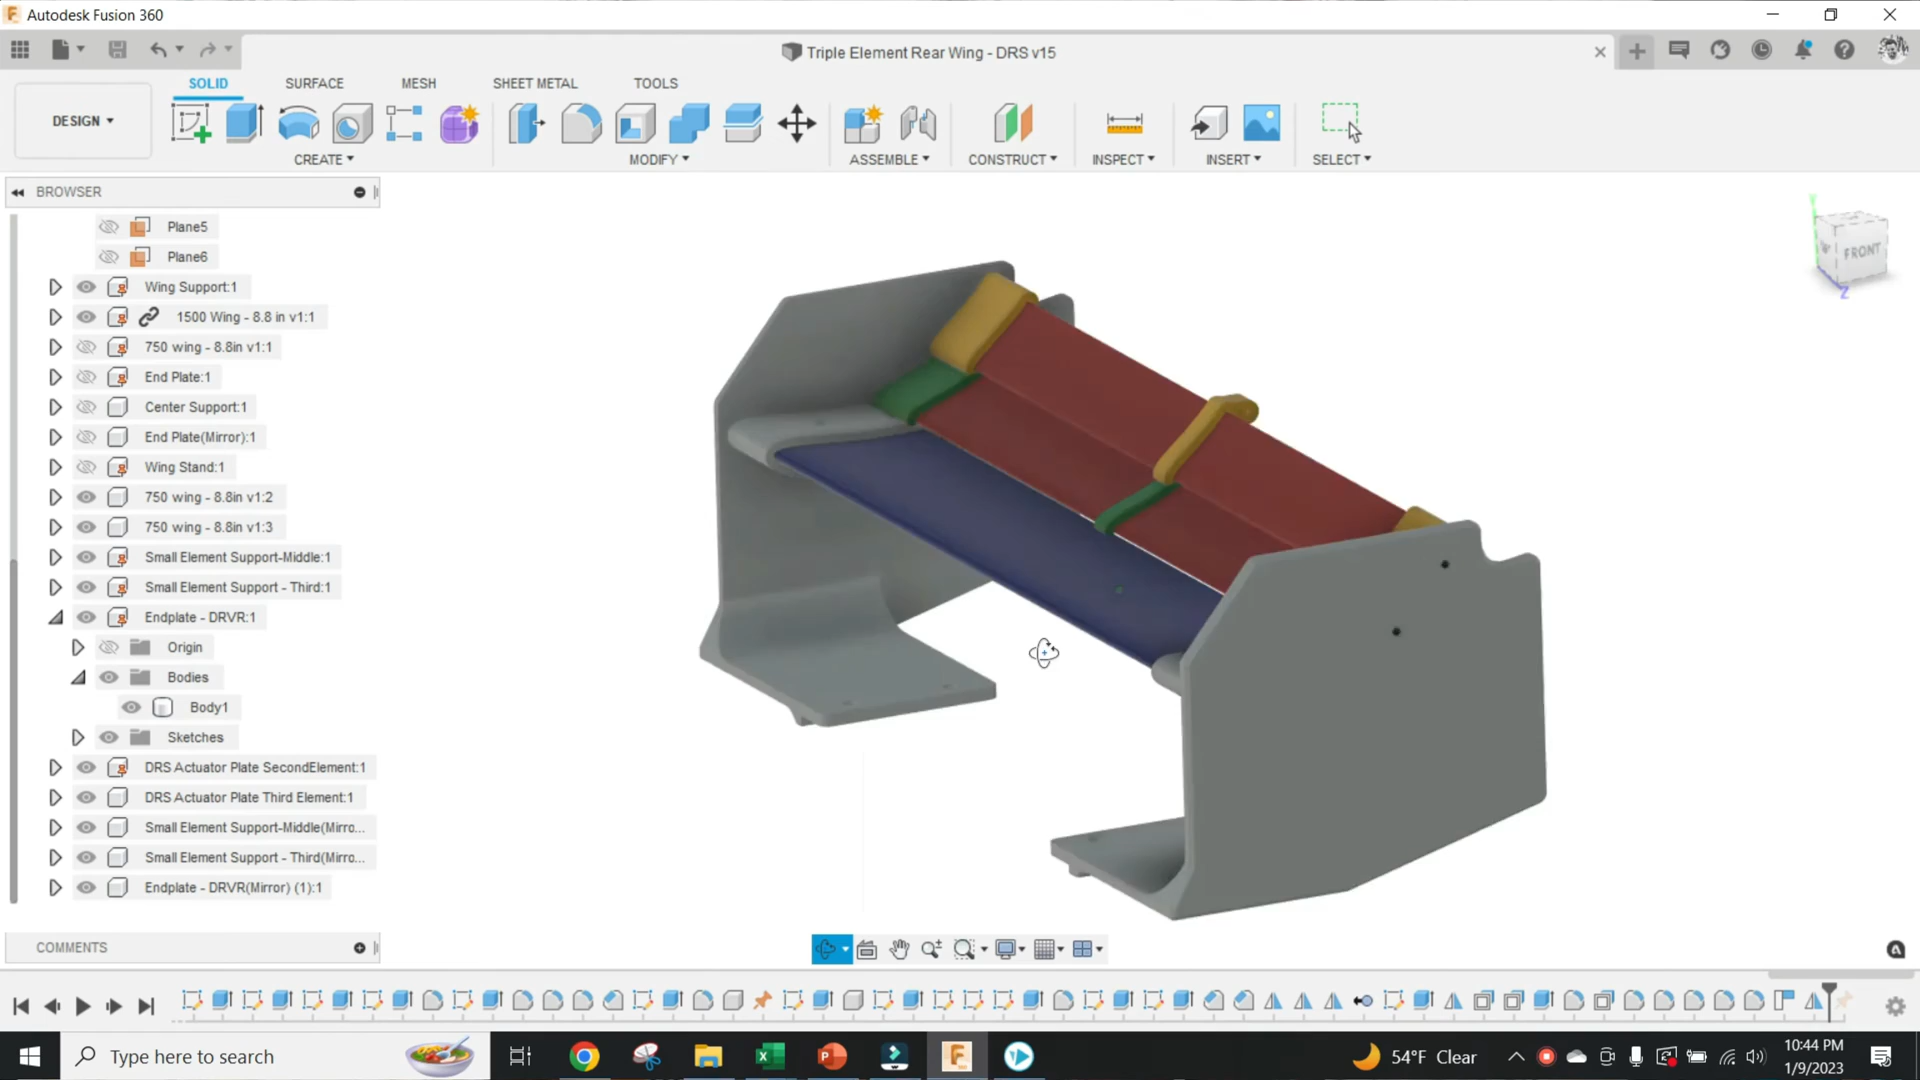 Autodesk Fusion 360
Triple Element Rear Wing - DRS v15
SOLID SURFACE MESH SHEET METAL TOOLS
DESIGN
CREATE MODIFY ASSEMBLE CONSTRUCT INSPECT INSERT SELECT
BROWSER
Plane5
Plane6
Wing Support:1
1500 Wing - 8.8 in v1:1
750 wing - 8.8in v1:1
End Plate:1
Center Support:1
End Plate(Mirror):1
Wing Stand:1
750 wing - 8.8in v1:2
750 wing - 8.8in v1:3
Small Element Support-Middle:1
Small Element Support - Third:1
Endplate - DRVR:1
Origin
Bodies
Body1
Sketches
DRS Actuator Plate SecondElement:1
DRS Actuator Plate Third Element:1
Small Element Support-Middle(Mirro...
Small Element Support - Third(Mirro...
Endplate - DRVR(Mirror) (1):1
FRONT
Z
COMMENTS
Type here to search
54°F Clear
10:44 PM
1/9/2023